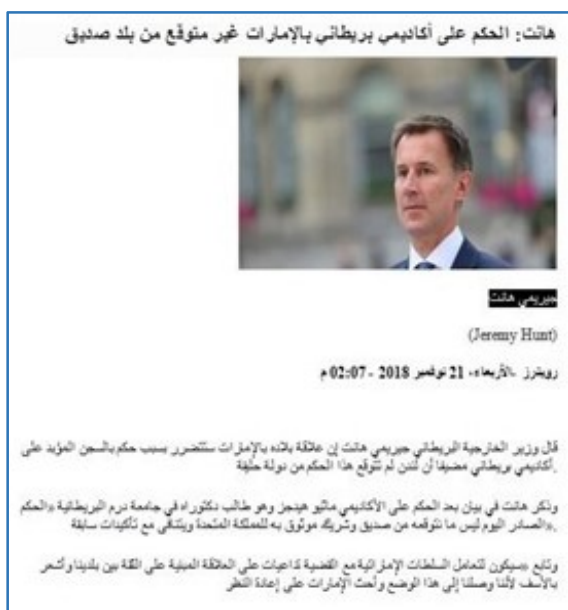 هانت: الحكم على أكاديمي بريطاني بالإمارات غير متوقع من بلد صديق
جيريمي هانت
(Jeremy Hunt)
رويترز -الأربعاء، 21 نوفمبر 2018 - 02:07 م
قال وزير الخارجية البريطاني جيريمي هانت إن علاقة بلاده بالإمارات ستتضرر بسبب حكم بالسجن المؤبد على
.أكاديمي بريطاني مضيفا أن لندن لم تتوقع هذا الحكم من دولة حليفة
وذكر هانت في بيان بعد الحكم على الأكاديمي ماثيو هيدجز وهو طالب دكتوراه في جامعة درم البريطانية «الحكم
.«الصادر اليوم ليس ما نتوقعه من صديق وشريك موثوق به للمملكة المتحدة ويتنافى مع تأكيدات سابقة
وتابع «سيكون لتعامل السلطات الإماراتية مع القضية تداعيات على العلاقة المبنية على الثقة بين بلدينا وأشعر
بالأسف لأننا وصلنا إلى هذا الوضع وأحث الإمارات على إعادة النظر